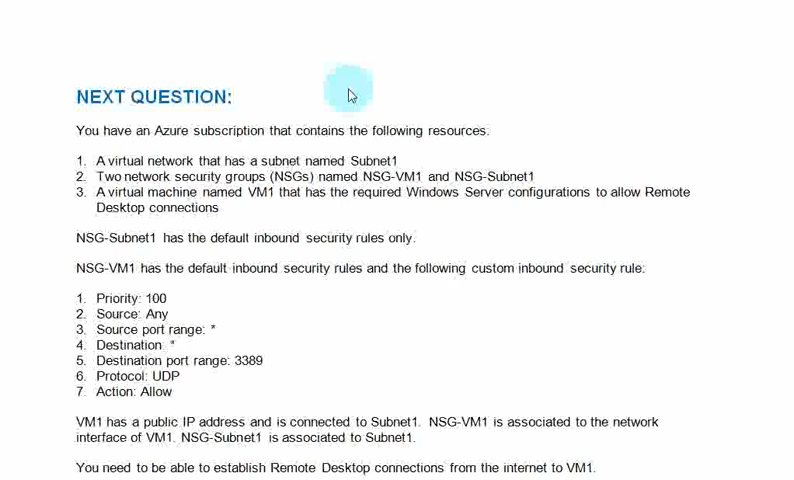 NEXT QUESTION:
You have an Azure subscription that contains the following resources.
1. A virtual network that has a subnet named Subnet1
2. Two network security groups (NSGs) named NSG-VM1 and NSG-Subnet1
3. A virtual machine named VM1 that has the required Windows Server configurations to allow Remote
Desktop connections
NSG-Subnet1 has the default inbound security rules only.
NSG-VM1 has the default inbound security rules and the following custom inbound security rule:
1. Priority: 100
2. Source: Any
3. Source port range: *
4. Destination: *
5. Destination port range: 3389
6. Protocol: UDP
7. Action: Allow
VM1 has a public IP address and is connected to Subnet1. NSG-VM1 is associated to the network
interface of VM1. NSG-Subnet1 is associated to Subnet1.
You need to be able to establish Remote Desktop connections from the internet to VM1.